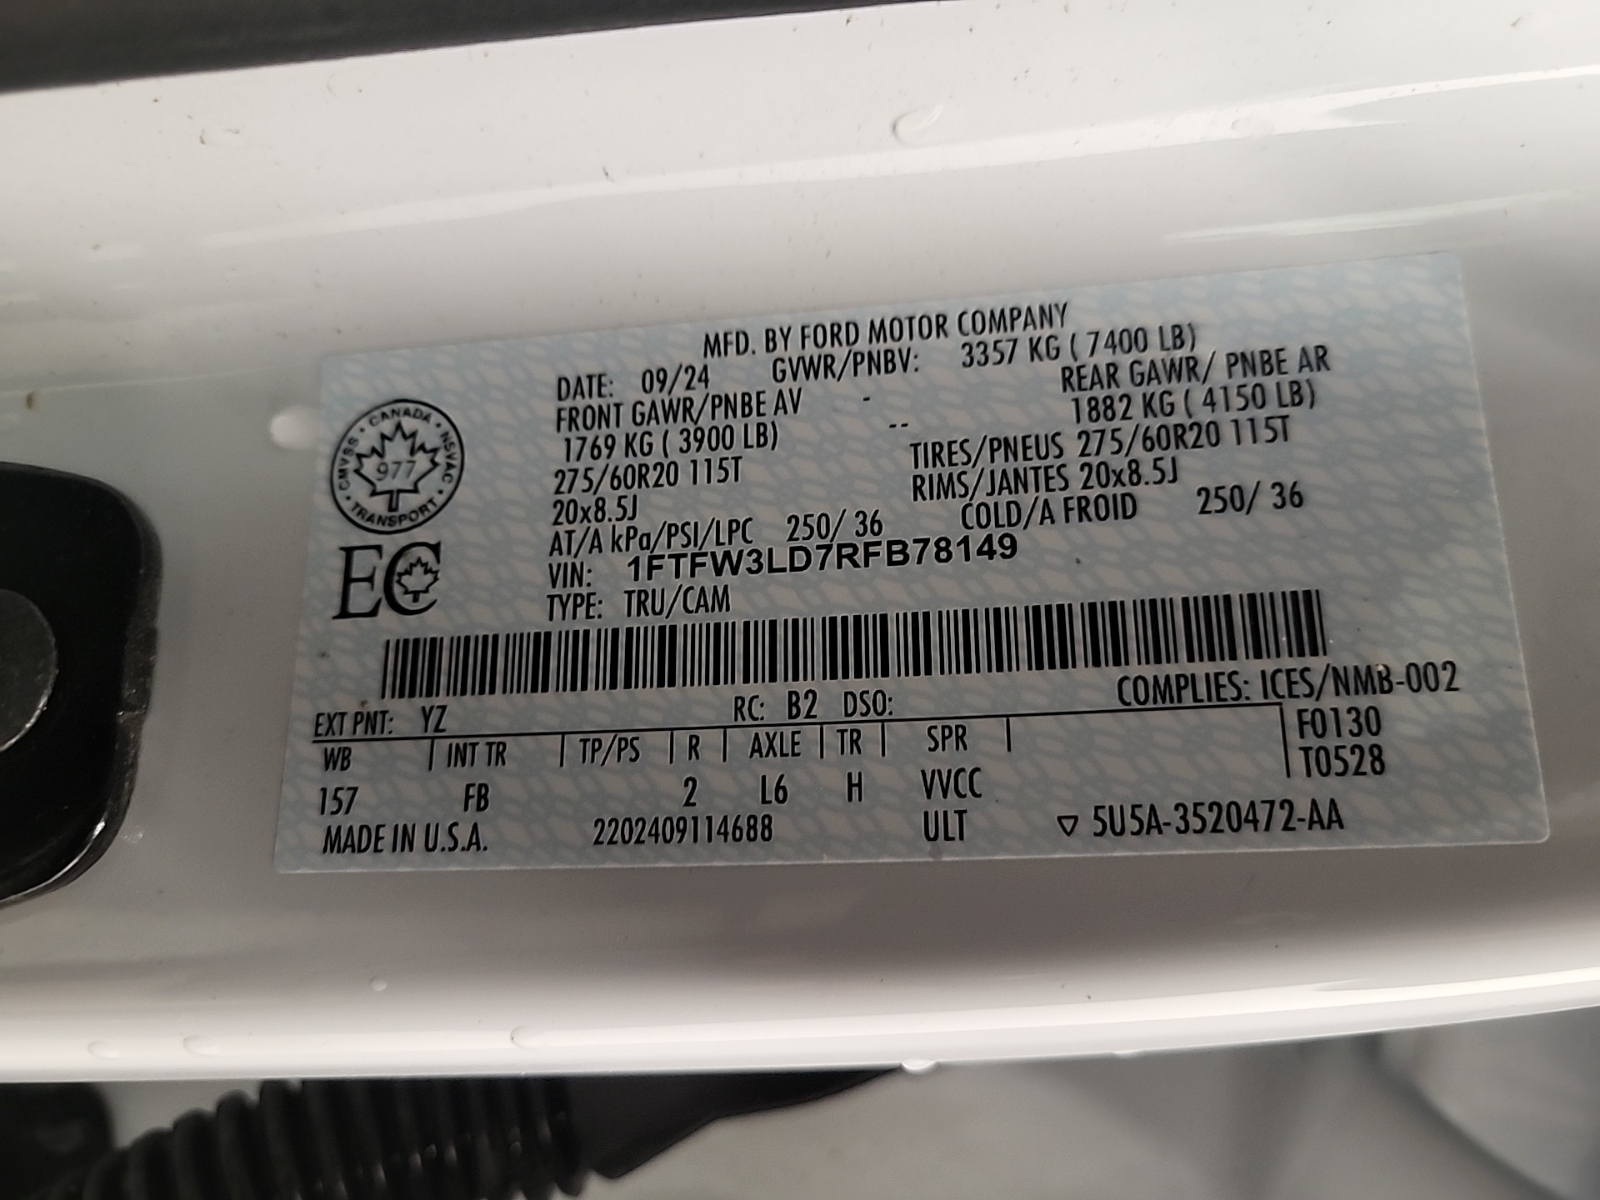 MFD. BY FORD MOTOR COMPANY
DATE: 09/24 GVWR/PNBV: 3357 KG ( 7400 LB)
FRONT GAWR/PNBE AV - REAR GAWR/ PNBE AR
1769 KG ( 3900 LB) -- 1882 KG ( 4150 LB)
275/60R20 115T TIRES/PNEUS 275/60R20 115T
20x8.5J RIMS/JANTES 20x8.5J
AT/A kPa/PSI/LPC 250/ 36 COLD/A FROID 250/ 36
VIN: 1FTFW3LD7RFB78149
TYPE: TRU/CAM
CMVSS • CANADA • NSVAC • TRANSPORT •
977
EC
COMPLIES: ICES/NMB-002
EXT PNT: YZ RC: B2 DSO:
WB | INT TR | TP/PS | R | AXLE | TR | SPR | F0130
T0528
157 FB 2 L6 H VVCC
MADE IN U.S.A. 2202409114688 ULT ▽ 5U5A-3520472-AA